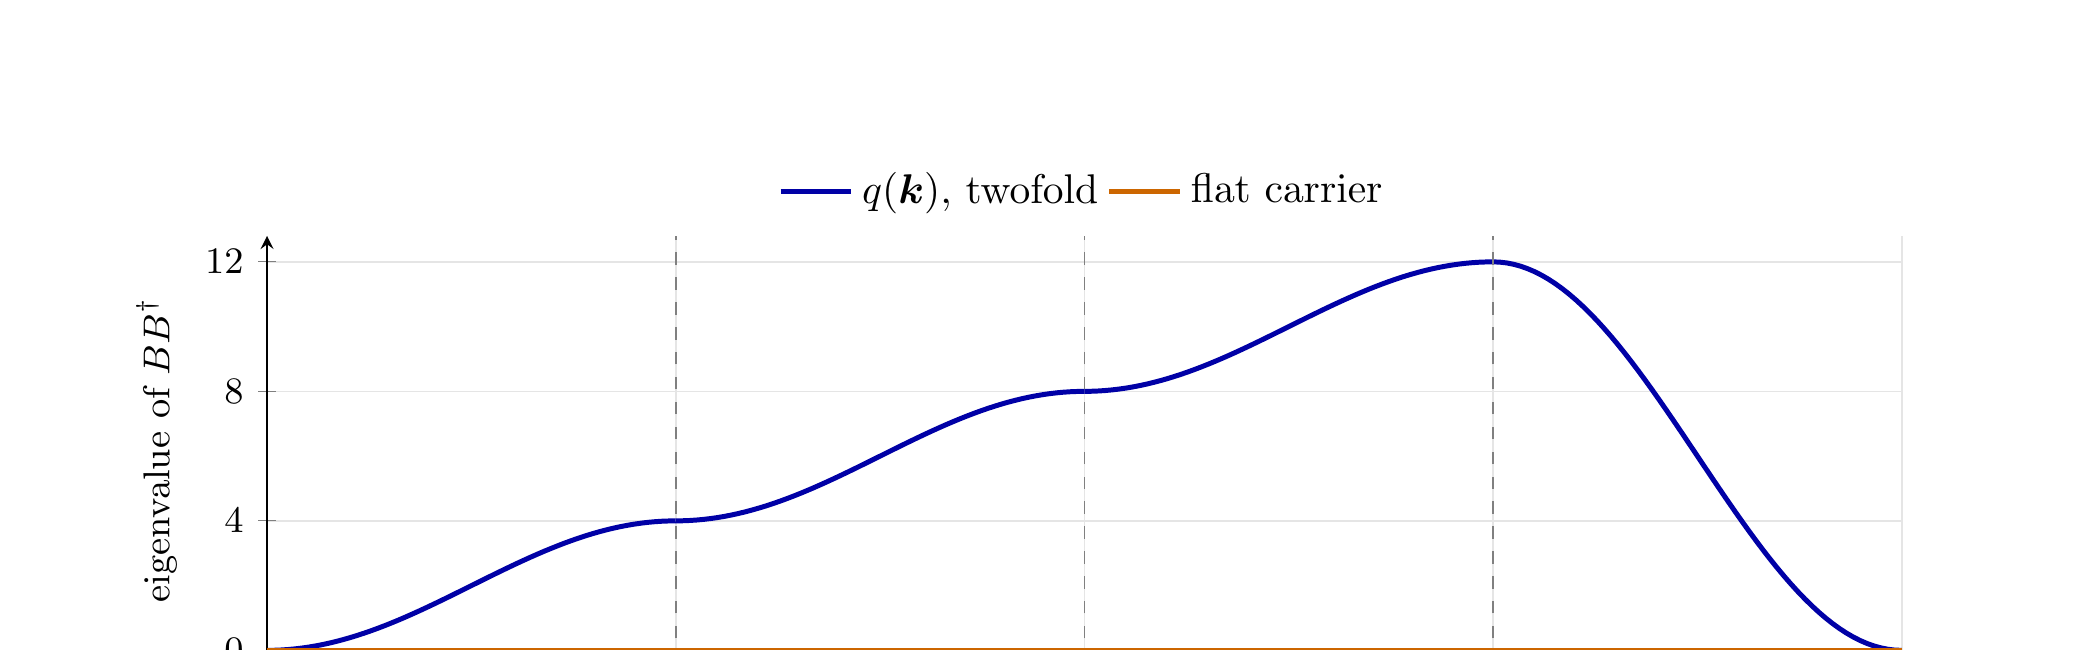 q(k), twofold flat carrier
12
8
4
0
eigenvalue of BB†